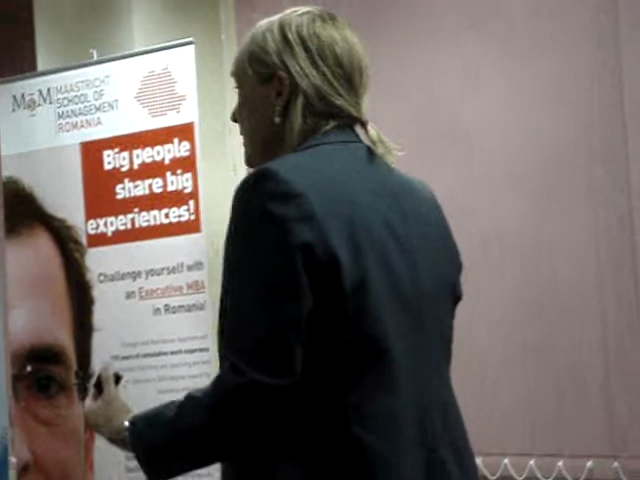 MSM
MAASTRICHT
SCHOOL OF
MANAGEMENT
ROMANIA
Big people
share big
experiences!
Challenge yourself with
an Executive MBA
in Romania!